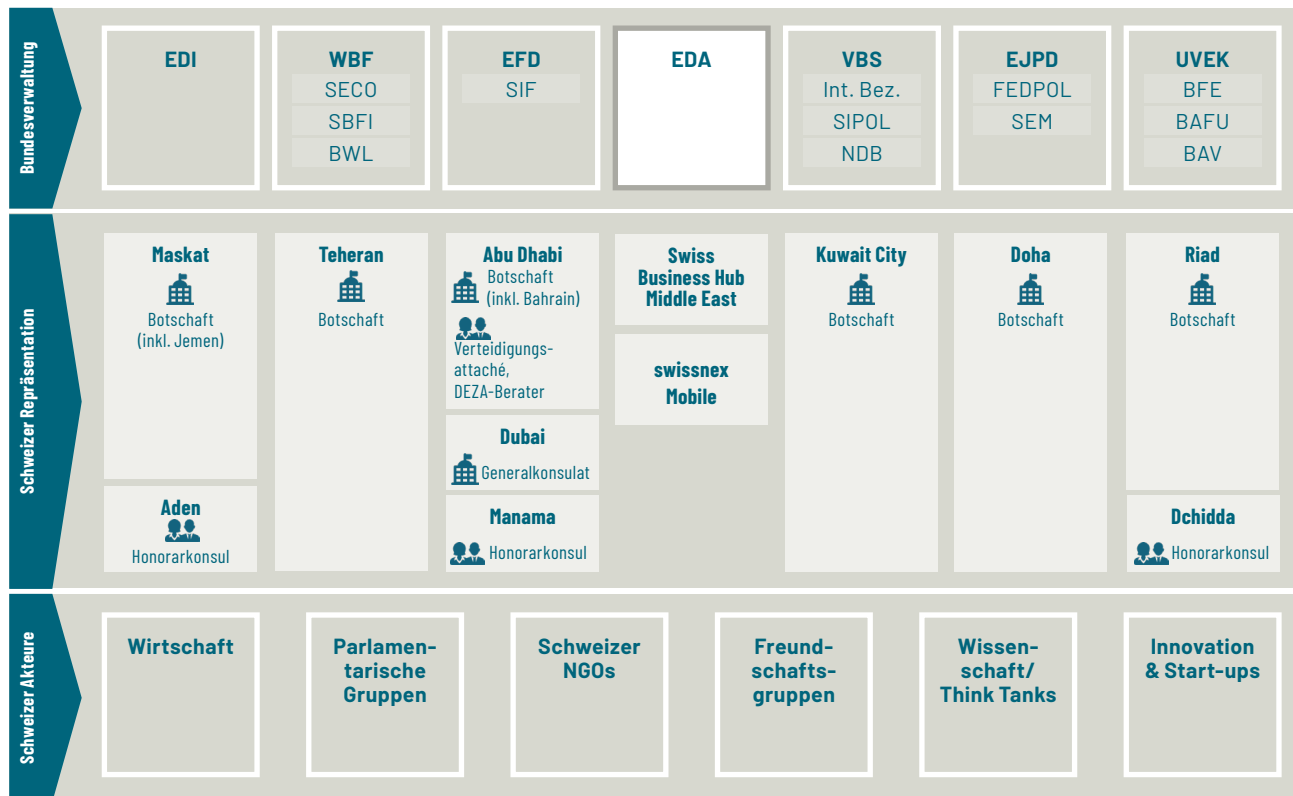 Bundesverwaltung
EDI
WBF
SECO
SBFI
BWL
EFD
SIF
EDA
VBS
Int. Bez.
SIPOL
NDB
EJPD
FEDPOL
SEM
UVEK
BFE
BAFU
BAV
Schweizer Repräsentation
Maskat
Botschaft
(inkl. Jemen)
Aden
Honorarkonsul
Teheran
Botschaft
Abu Dhabi
Botschaft
(inkl. Bahrain)
Verteidigungs-
attaché,
DEZA-Berater
Dubai
Generalkonsulat
Manama
Honorarkonsul
Swiss
Business Hub
Middle East
swissnex
Mobile
Kuwait City
Botschaft
Doha
Botschaft
Riad
Botschaft
Dchidda
Honorarkonsul
Schweizer Akteure
Wirtschaft
Parlamen-
tarische
Gruppen
Schweizer
NGOs
Freund-
schafts-
gruppen
Wissen-
schaft/
Think Tanks
Innovation
& Start-ups